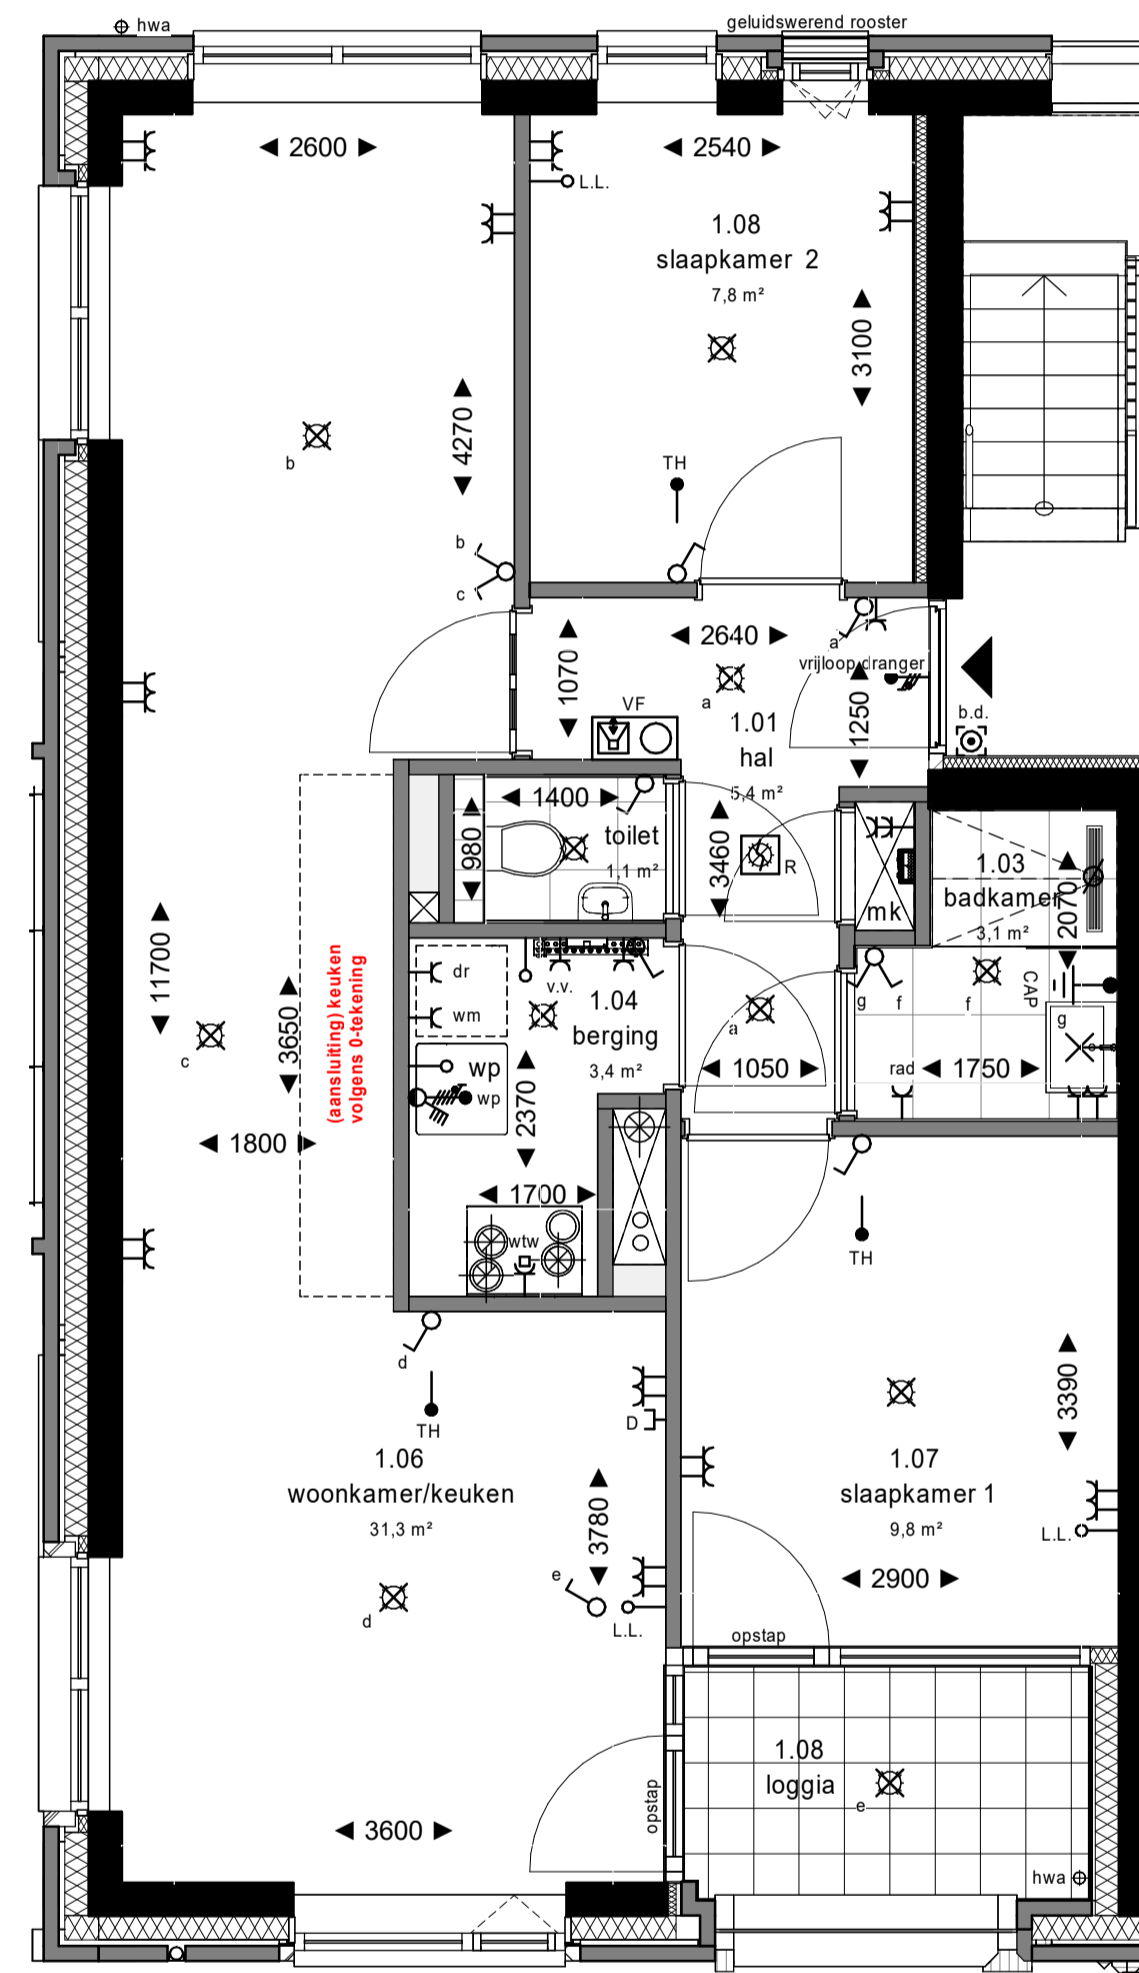 hwa
geluidswerend rooster
2600
2540
L.L.
1.08
slaapkamer 2
7,8 m²
3100
4270
b
TH
b
c
2640
a
vrijloop dranger
1070
a
VF
1.01
hal
5,4 m²
1250
b.d.
1400
980
toilet
1,1 m²
3460
R
mk
1.03
badkamer
3,1 m²
2070
11700
c
3650
(aansluiting) keuken
volgens 0-tekening
dr
wm
v.v.
1.04
berging
3,4 m²
a
g
f
f
CAP
g
wp
wp
2370
1050
rad
1750
1800
1700
wtw
TH
d
TH
D
3390
1.06
woonkamer/keuken
31,3 m²
1.07
slaapkamer 1
9,8 m²
3780
L.L.
e
2900
d
L.L.
opstap
1.08
loggia
e
opstap
3600
hwa